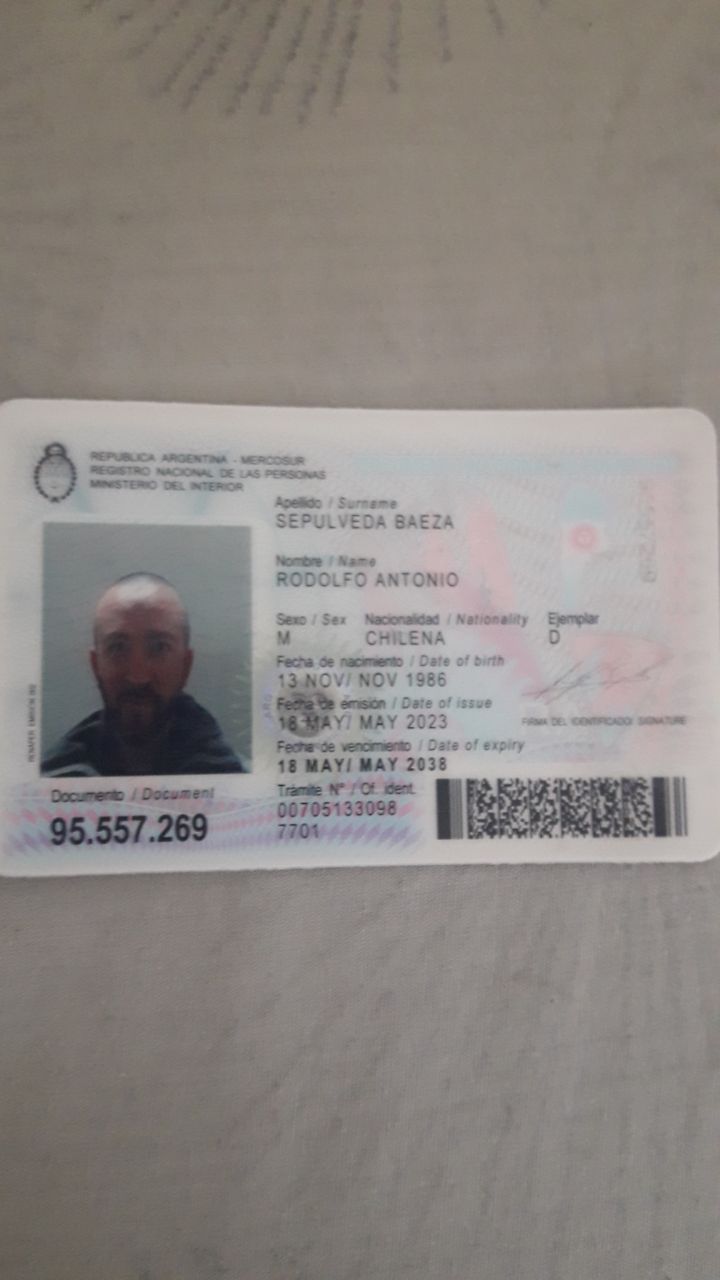 REPUBLICA ARGENTINA - MERCOSUR
REGISTRO NACIONAL DE LAS PERSONAS
MINISTERIO DEL INTERIOR
Apellido / Surname
SEPULVEDA BAEZA
Nombre / Name
RODOLFO ANTONIO
Sexo / Sex Nacionalidad / Nationality Ejemplar
M CHILENA D
Fecha de nacimiento / Date of birth
13 NOV/ NOV 1986
Fecha de emisión / Date of issue
18 MAY/ MAY 2023
FIRMA DEL IDENTIFICADO/ SIGNATURE
Fecha de vencimiento / Date of expiry
18 MAY/ MAY 2038
Documento / Document
95.557.269
Trámite N° / Of. ident.
00705133098
7701